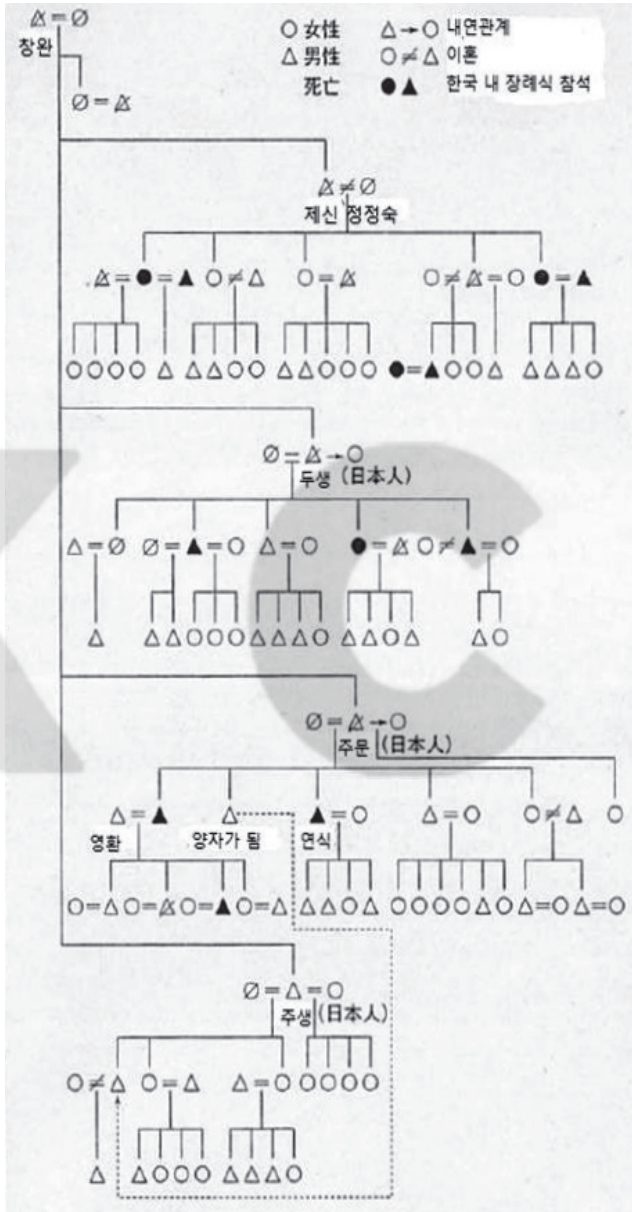 창완
女性 내연관계
男性 이혼
死亡 한국 내 장례식 참석
제신 정정숙
두생 (日本人)
주문 (日本人)
영환 양자가 됨 연식
주생 (日本人)
KC